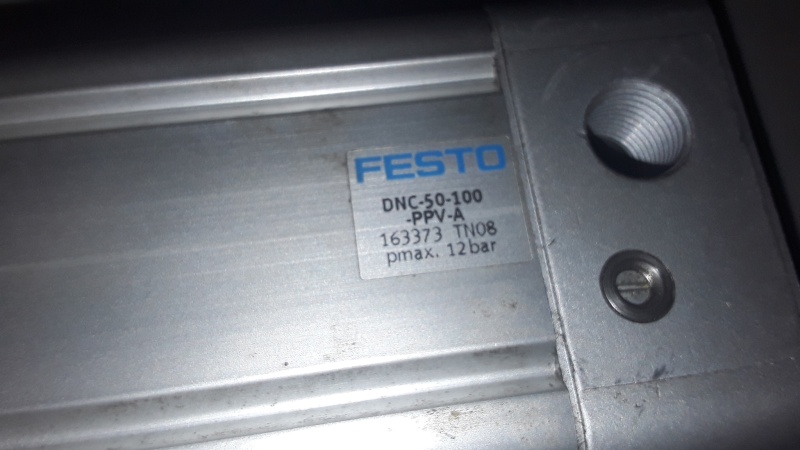 FESTO
DNC-50-100
-PPV-A
163373 TN08
pmax. 12bar